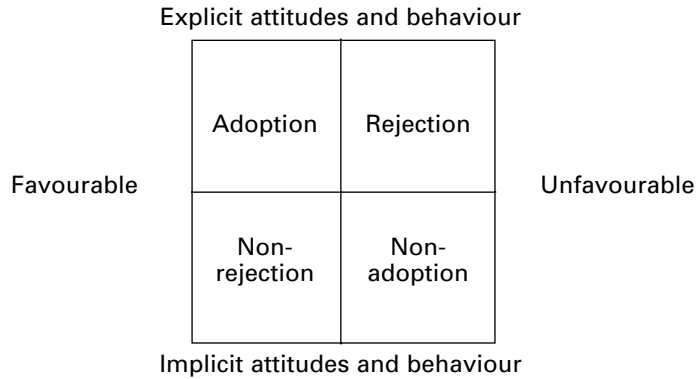 Explicit attitudes and behaviour
Adoption
Rejection
Favourable
Unfavourable
Non-
rejection
Non-
adoption
Implicit attitudes and behaviour